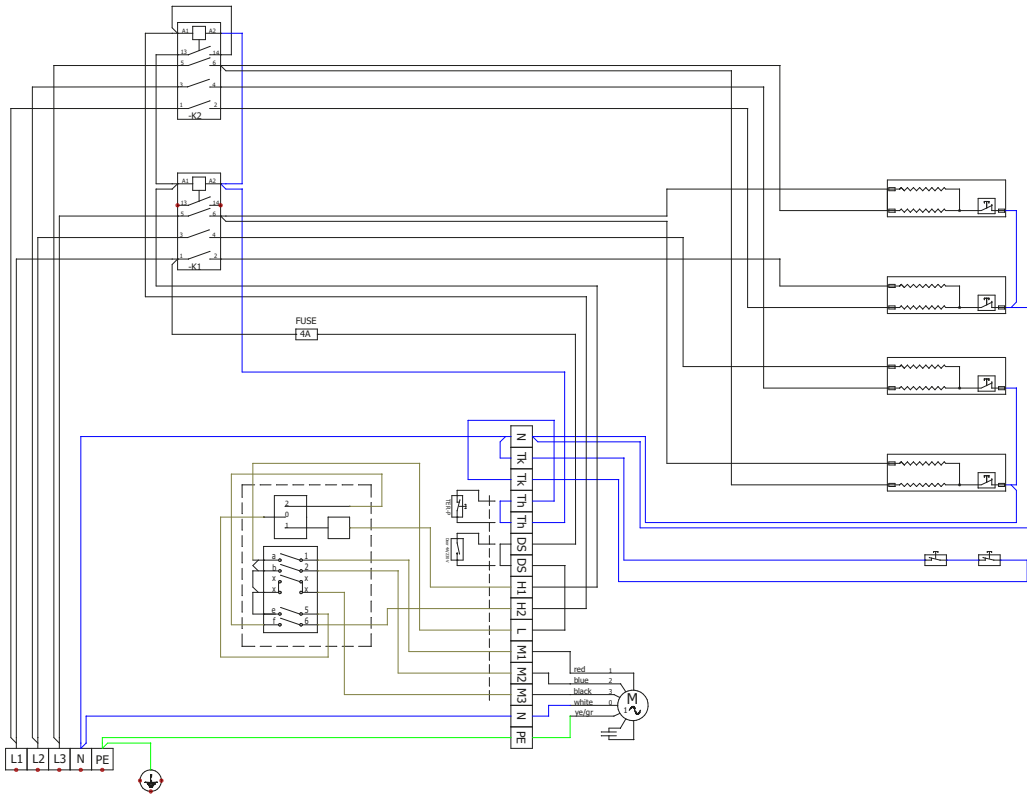 A1 A2
13 14
5 6
3 4
1 2
-K2
A1 A2
13 14
5 6
3 4
1 2
-K1
FUSE
4A
N
Tk
Tk
Th
Th
DS
DS
H1
H2
L
M1
M2
M3
N
PE
TER-P
2
0
1
a 1
b 2
x x
x x
e 5
f 6
red 1
blue 2
black 3
white 0
ye/gr
M
1
L1 L2 L3 N PE